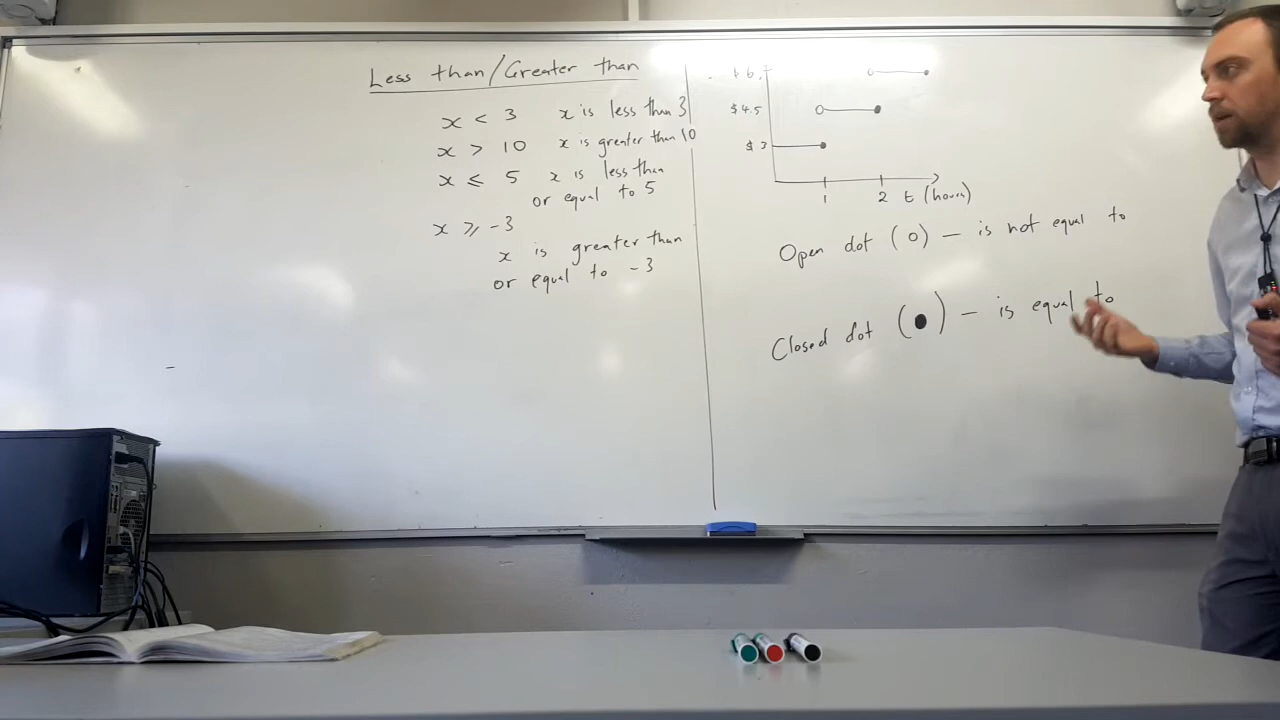 Less than/Greater than
x < 3 x is less than 3
x > 10 x is greater than 10
x ⩽ 5 x is less than
or equal to 5
x ⩾ -3
x is greater than
or equal to -3
$ 6
$ 4.5
$ 3
1 2 t (hours)
Open dot (o) – is not equal to
Closed dot (●) – is equal to